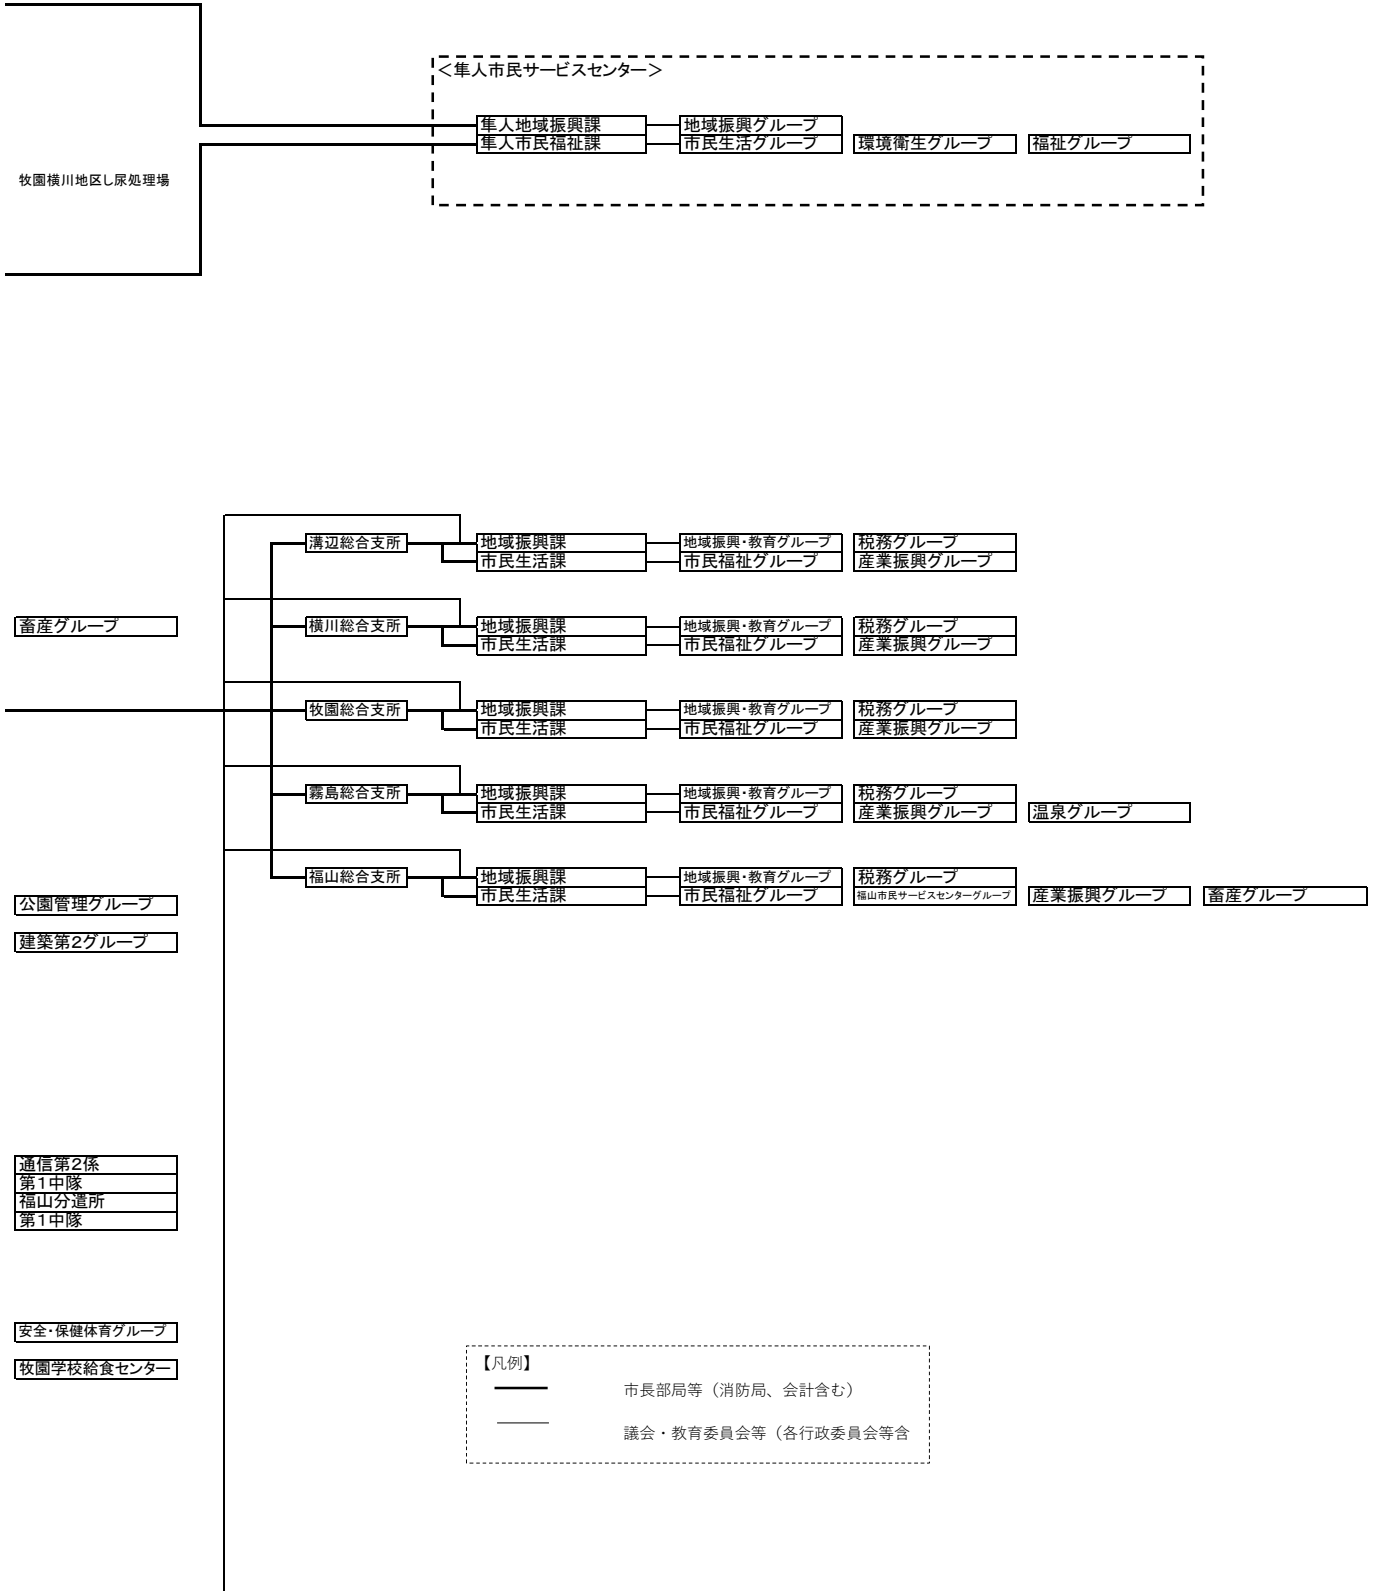 ＜隼人市民サービスセンター＞
隼人地域振興課 地域振興グループ
隼人市民福祉課 市民生活グループ 環境衛生グループ 福祉グループ
牧園横川地区し尿処理場
溝辺総合支所 地域振興課 地域振興・教育グループ 税務グループ
市民生活課 市民福祉グループ 産業振興グループ
畜産グループ 横川総合支所 地域振興課 地域振興・教育グループ 税務グループ
市民生活課 市民福祉グループ 産業振興グループ
牧園総合支所 地域振興課 地域振興・教育グループ 税務グループ
市民生活課 市民福祉グループ 産業振興グループ
霧島総合支所 地域振興課 地域振興・教育グループ 税務グループ
市民生活課 市民福祉グループ 産業振興グループ 温泉グループ
福山総合支所 地域振興課 地域振興・教育グループ 税務グループ
市民生活課 市民福祉グループ 福山市民サービスセンターグループ 産業振興グループ 畜産グループ
公園管理グループ
建築第２グループ
通信第２係
第１中隊
福山分遣所
第１中隊
安全・保健体育グループ
牧園学校給食センター
【凡例】
市長部局等（消防局、会計含む）
議会・教育委員会等（各行政委員会等含